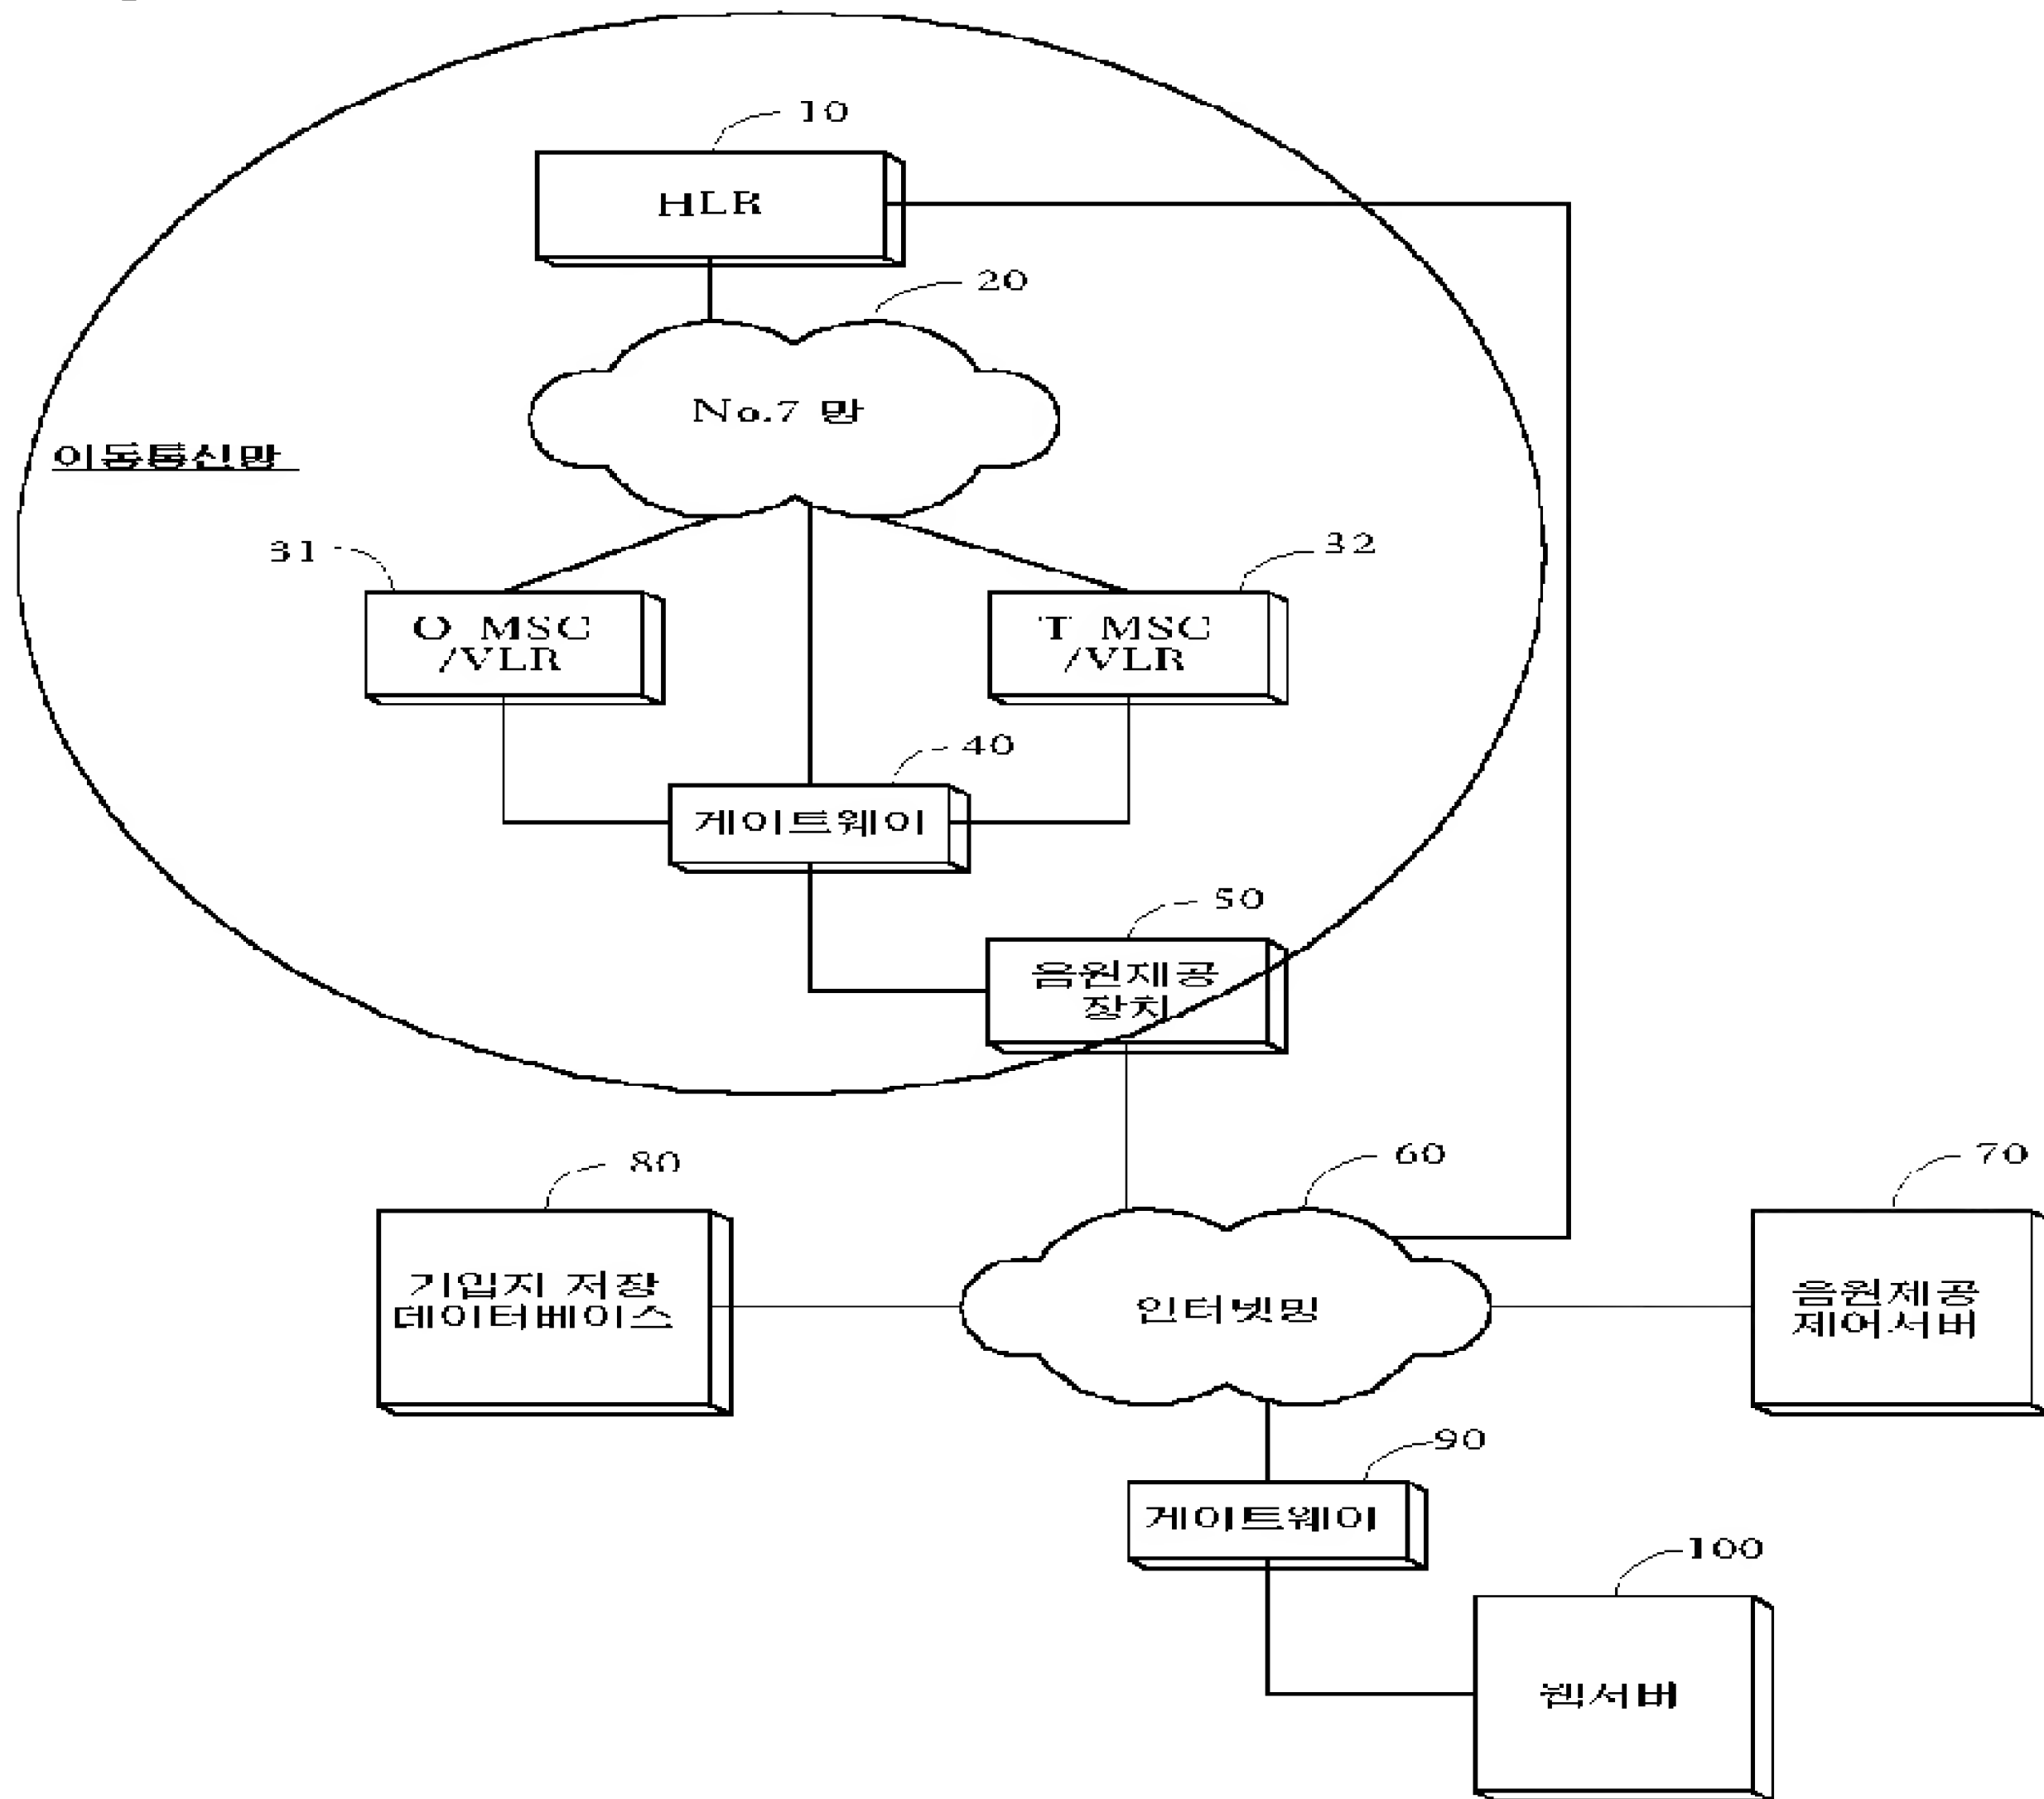 10
HLR
20
No.7 망
이동통신망
31
32
O_MSC
/VLR
T_MSC
/VLR
40
게이트웨이
50
음원제공
장치
80
60
70
가입자 저장
데이터베이스
인터넷망
음원제공
제어서버
90
게이트웨이
100
웹서버